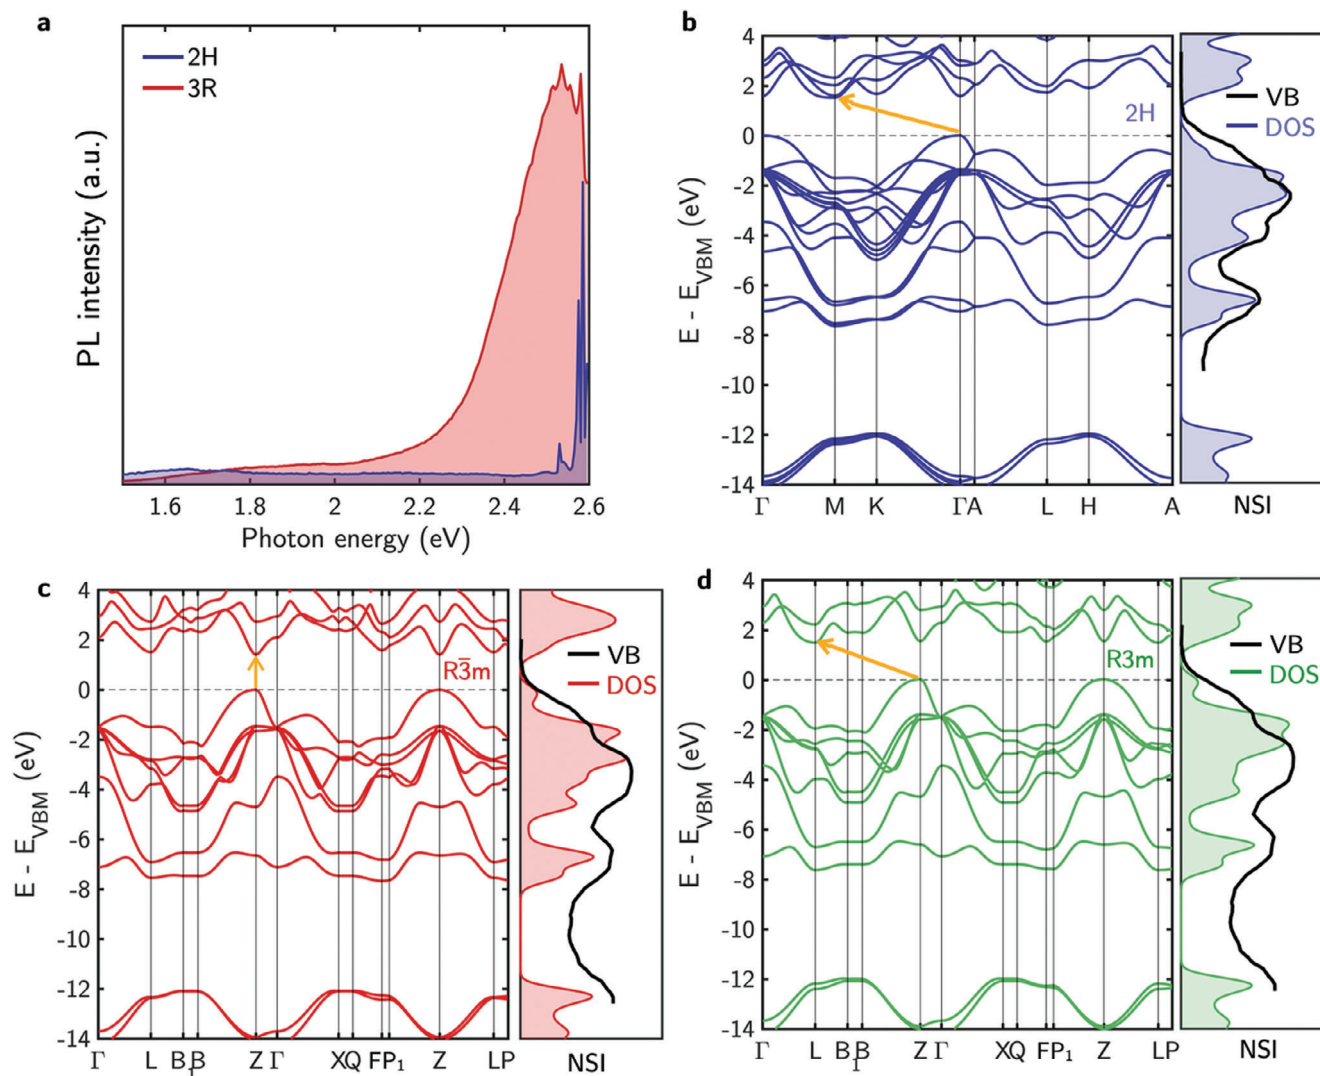 a
2H
3R
PL intensity (a.u.)
1.6 1.8 2 2.2 2.4 2.6
Photon energy (eV)
b
4
2
0
-2
-4
-6
-8
-10
-12
-14
E - E_VBM (eV)
2H
Γ M K Γ A L H A
VB
DOS
NSI
c
4
2
0
-2
-4
-6
-8
-10
-12
-14
E - E_VBM (eV)
R3̅m
Γ L B₁ B Z Γ X Q F P₁ Z L P
VB
DOS
NSI
d
4
2
0
-2
-4
-6
-8
-10
-12
-14
E - E_VBM (eV)
R3m
Γ L B₁ B Z Γ X Q F P₁ Z L P
VB
DOS
NSI